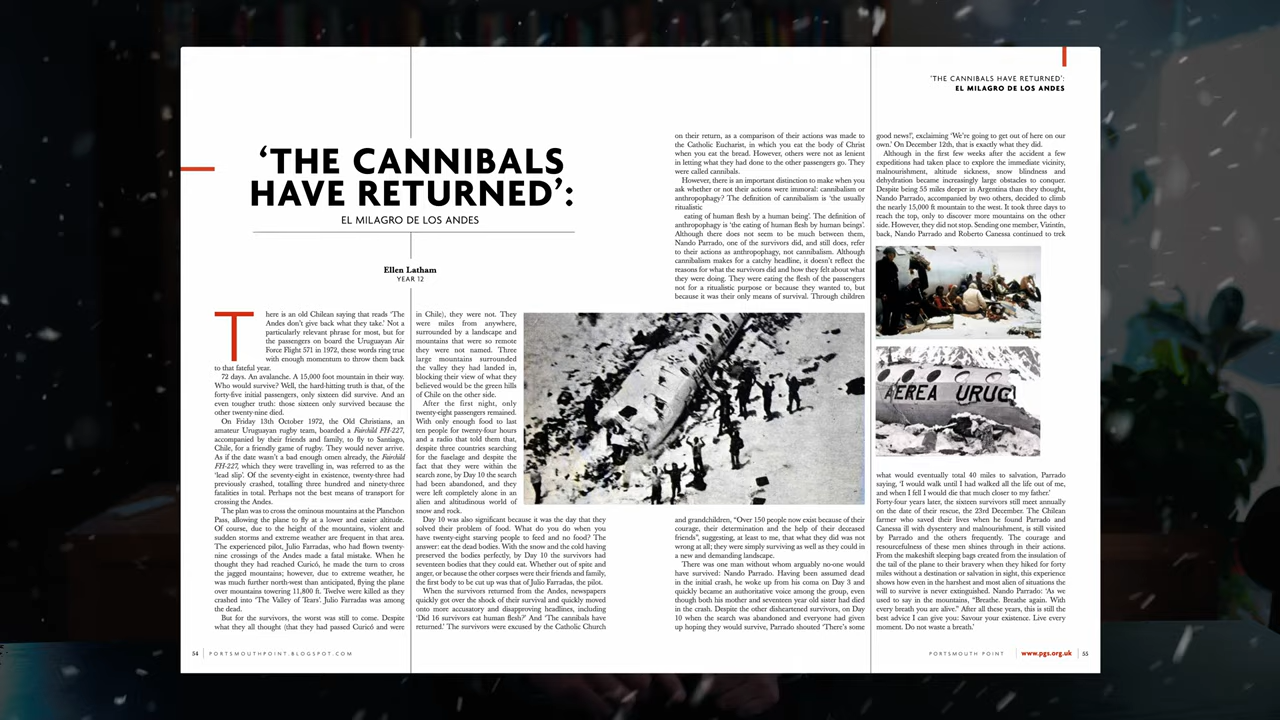 'THE CANNIBALS HAVE RETURNED':
EL MILAGRO DE LOS ANDES
'THE CANNIBALS
HAVE RETURNED':
EL MILAGRO DE LOS ANDES
Ellen Latham
YEAR 12
There is an old Chilean saying that reads 'The
Andes don't give back what they take.' Not a
particularly relevant phrase for most, but for
the passengers on board the Uruguayan Air
Force Flight 571 in 1972, these words ring true
with enough momentum to throw them back
to that fateful year.
72 days. An avalanche. A 15,000 foot mountain in their way.
Who would survive? Well, the hard-hitting truth is that, of the
forty-five initial passengers, only sixteen did survive. And an
even tougher truth: those sixteen only survived because the
other twenty-nine died.
On Friday 13th October 1972, the Old Christians, an
amateur Uruguayan rugby team, boarded a Fairchild FH-227,
accompanied by their friends and family, to fly to Santiago,
Chile, for a friendly game of rugby. They would never arrive.
As if the date wasn't a bad enough omen already, the Fairchild
FH-227, which they were travelling in, was referred to as the
'lead slip'. Of the seventy-eight in existence, twenty-three had
previously crashed, totalling three hundred and ninety-three
fatalities in total. Perhaps not the best means of transport for
crossing the Andes.
The plan was to cross the ominous mountains at the Planchon
Pass, allowing the plane to fly at a lower and easier altitude.
Of course, due to the height of the mountains, violent and
sudden storms and extreme weather are frequent in that area.
The experienced pilot, Julio Farradas, who had flown twenty-
nine crossings of the Andes made a fatal mistake. When he
thought they had reached Curicó, he made the turn to cross
the jagged mountains; however, due to extreme weather, he
was much further north-west than anticipated, flying the plane
over mountains towering 11,800 ft. Twelve were killed as they
crashed into 'The Valley of Tears'. Julio Farradas was among
the dead.
But for the survivors, the worst was still to come. Despite
what they all thought (that they had passed Curicó and were
in Chile), they were not. They
were miles from anywhere,
surrounded by a landscape and
mountains that were so remote
they were not named. Three
large mountains surrounded
the valley they had landed in,
blocking their view of what they
believed would be the green hills
of Chile on the other side.
After the first night, only
twenty-eight passengers remained.
With only enough food to last
ten people for twenty-four hours
and a radio that told them that,
despite three countries searching
for the fuselage and despite the
fact that they were within the
search zone, by Day 10 the search
had been abandoned, and they
were left completely alone in an
alien and altitudinous world of
snow and rock.
Day 10 was also significant because it was the day that they
solved their problem of food. What do you do when you
have twenty-eight starving people to feed and no food? The
answer: eat the dead bodies. With the snow and the cold having
preserved the bodies perfectly, by Day 10 the survivors had
seventeen bodies that they could eat. Whether out of spite and
anger, or because the other corpses were their friends and family,
the first body to be cut up was that of Julio Farradas, the pilot.
When the survivors returned from the Andes, newspapers
quickly got over the shock of their survival and quickly moved
onto more accusatory and disapproving headlines, including
'Did 16 survivors eat human flesh?' And 'The cannibals have
returned.' The survivors were excused by the Catholic Church
on their return, as a comparison of their actions was made to
the Catholic Eucharist, in which you eat the body of Christ
when you eat the bread. However, others were not as lenient
in letting what they had done to the other passengers go. They
were called cannibals.
However, there is an important distinction to make when you
ask whether or not their actions were immoral: cannibalism or
anthropophagy? The definition of cannibalism is 'the usually
ritualistic
eating of human flesh by a human being'. The definition of
anthropophagy is 'the eating of human flesh by human beings'.
Although there does not seem to be much between them,
Nando Parrado, one of the survivors did, and still does, refer
to their actions as anthropophagy, not cannibalism. Although
cannibalism makes for a catchy headline, it doesn't reflect the
reasons for what the survivors did and how they felt about what
they were doing. They were eating the flesh of the passengers
not for a ritualistic purpose or because they wanted to, but
because it was their only means of survival. Through children
AEREA URUG
and grandchildren, "Over 150 people now exist because of their
courage, their determination and the help of their deceased
friends", suggesting, at least to me, that what they did was not
wrong at all; they were simply surviving as well as they could in
a new and demanding landscape.
There was one man without whom arguably no-one would
have survived: Nando Parrado. Having been assumed dead
in the initial crash, he woke up from his coma on Day 3 and
quickly became an authoritative voice among the group, even
though both his mother and seventeen year old sister had died
in the crash. Despite the other disheartened survivors, on Day
10 when the search was abandoned and everyone had given
up hoping they would survive, Parrado shouted 'There's some
good news!', exclaiming 'We're going to get out of here on our
own.' On December 12th, that is exactly what they did.
Although in the first few weeks after the accident a few
expeditions had taken place to explore the immediate vicinity,
malnourishment, altitude sickness, snow blindness and
dehydration became increasingly large obstacles to conquer.
Despite being 55 miles deeper in Argentina than they thought,
Nando Parrado, accompanied by two others, decided to climb
the nearly 15,000 ft mountain to the west. It took three days to
reach the top, only to discover more mountains on the other
side. However, they did not stop. Sending one member, Vizintín,
back, Nando Parrado and Roberto Canessa continued to trek
what would eventually total 40 miles to salvation, Parrado
saying, 'I would walk until I had walked all the life out of me,
and when I fell I would die that much closer to my father.'
Forty-four years later, the sixteen survivors still meet annually
on the date of their rescue, the 23rd December. The Chilean
farmer who saved their lives when he found Parrado and
Canessa ill with dysentery and malnourishment, is still visited
by Parrado and the others frequently. The courage and
resourcefulness of these men shines through in their actions.
From the makeshift sleeping bags created from the insulation of
the tail of the plane to their bravery when they hiked for forty
miles without a destination or salvation in sight, this experience
shows how even in the harshest and most alien of situations the
will to survive is never extinguished. Nando Parrado: 'As we
used to say in the mountains, "Breathe. Breathe again. With
every breath you are alive." After all these years, this is still the
best advice I can give you: Savour your existence. Live every
moment. Do not waste a breath.'
54 PORTSMOUTHPOINT.BLOGSPOT.COM
PORTSMOUTH POINT www.pgs.org.uk 55